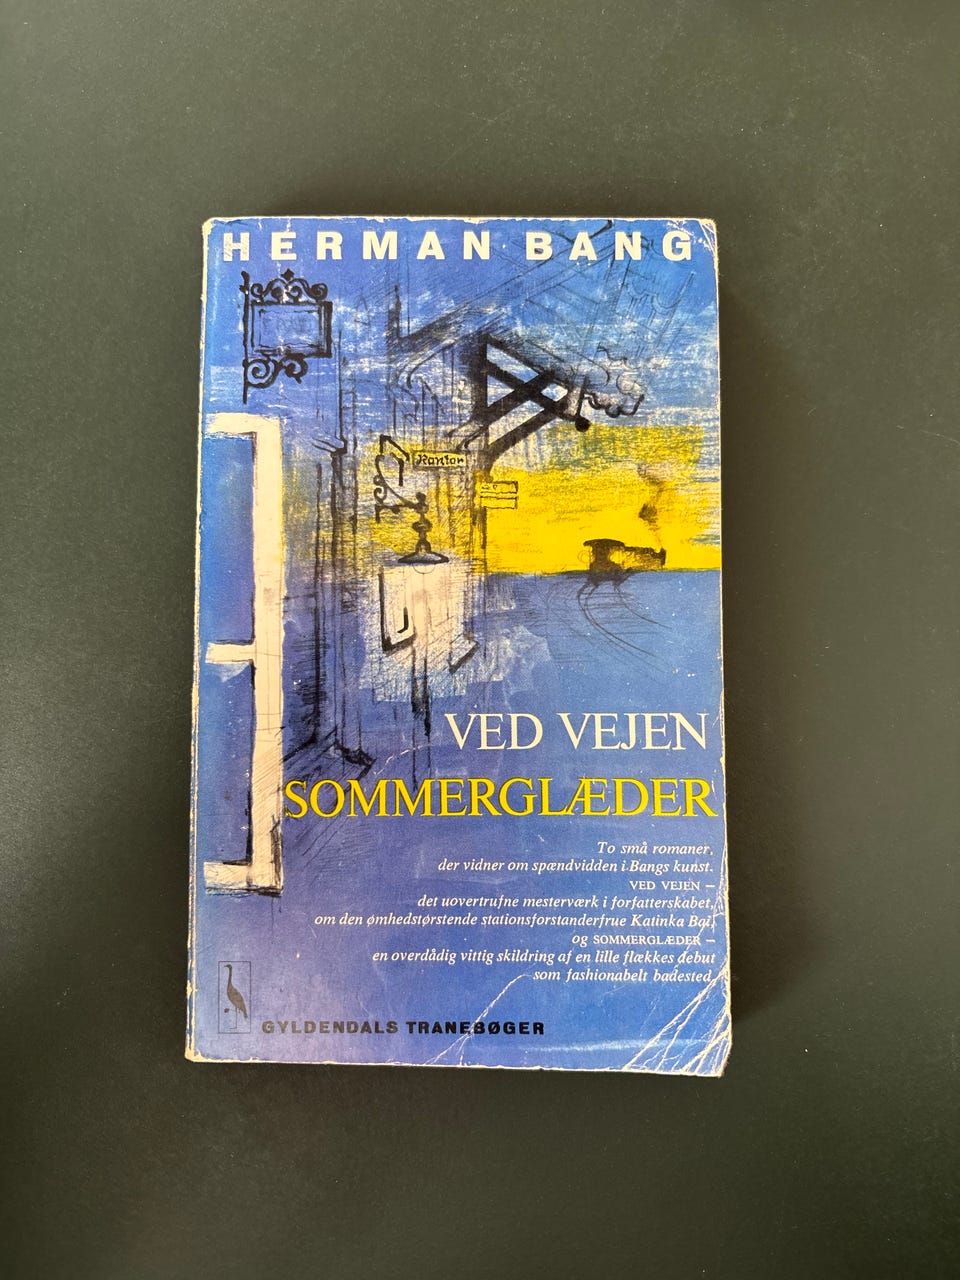 HERMAN BANG
Kontor
VED VEJEN
SOMMERGLÆDER
To små romaner,
der vidner om spændvidden i Bangs kunst.
VED VEJEN –
det uovertrufne mesterværk i forfatterskabet,
om den ømhedstørstende stationsforstanderfrue Katinka Bai,
og SOMMERGLÆDER –
en overdådig vittig skildring af en lille flækkes debut
som fashionabelt badested.
GYLDENDALS TRANEBØGER